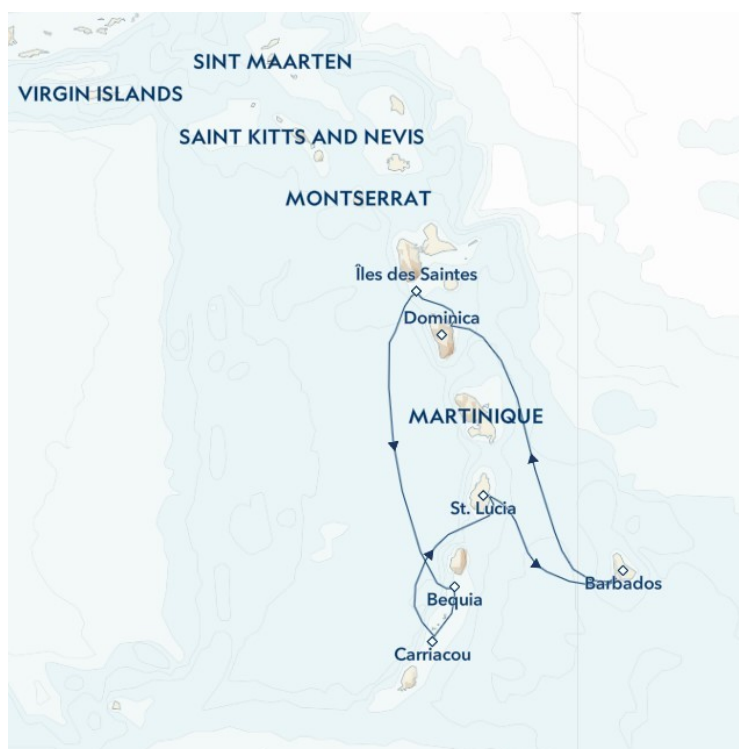 SINT MAARTEN
VIRGIN ISLANDS
SAINT KITTS AND NEVIS
MONTSERRAT
Îles des Saintes
Dominica
MARTINIQUE
St. Lucia
Barbados
Bequia
Carriacou